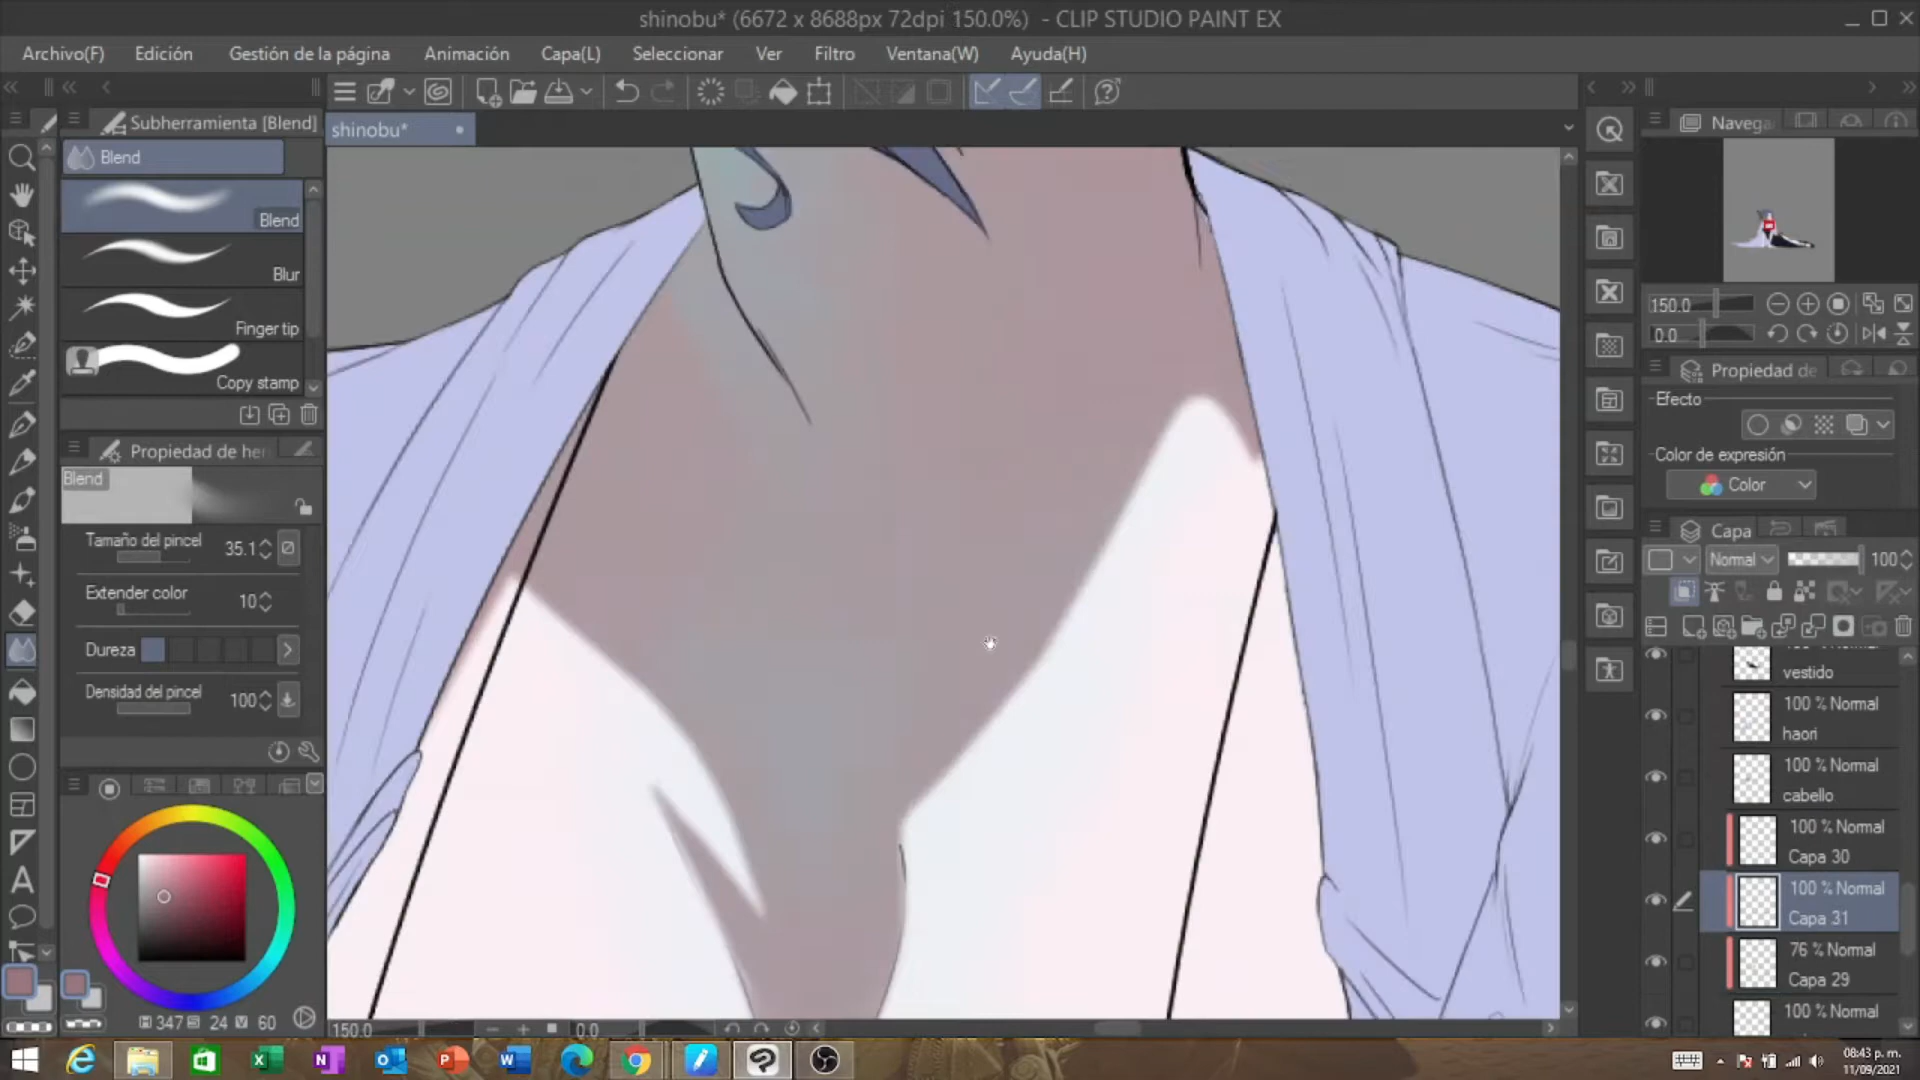 shinobu* (6672 x 8688px 72dpi 150.0%) - CLIP STUDIO PAINT EX
Archivo(F) Edición Gestión de la página Animación Capa(L) Seleccionar Ver Filtro Ventana(W) Ayuda(H)
Subherramienta [Blend]
shinobu*
Blend
Blend
Blur
Finger tip
Copy stamp
Propiedad de her
Blend
Tamaño del pincel 35.1
Extender color 10
Dureza
Densidad del pincel 100
H 347 S 24 V 60
150.0 0.0
Navega
150.0
0.0
Propiedad de
Efecto
Color de expresión
Color
Capa
Normal 100
vestido
100 % Normal
haori
100 % Normal
cabello
100 % Normal
Capa 30
100 % Normal
Capa 31
76 % Normal
Capa 29
100 % Normal
08:43 p. m.
11/09/2021